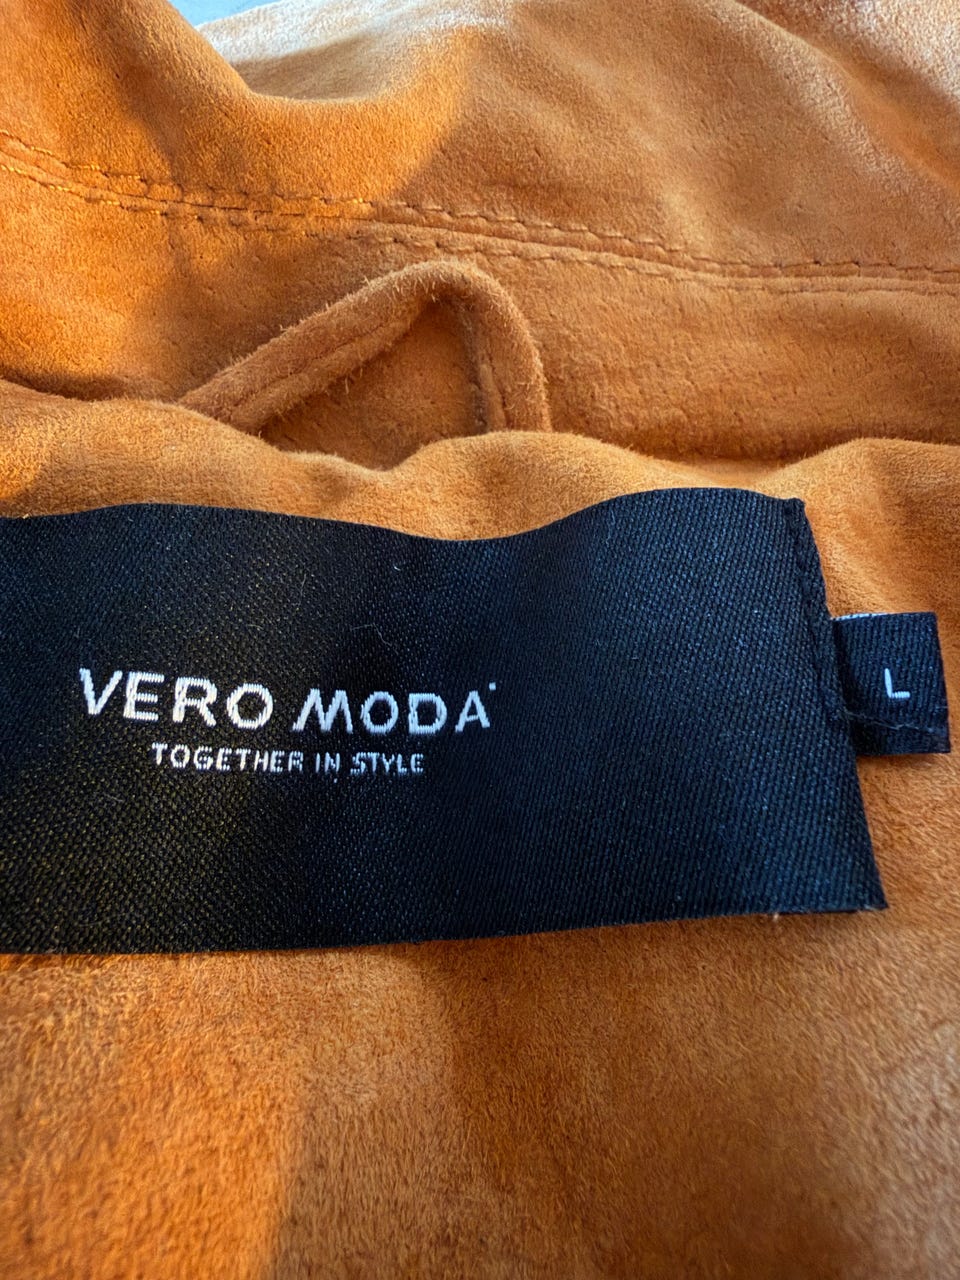 VERO MODA
TOGETHER IN STYLE
L